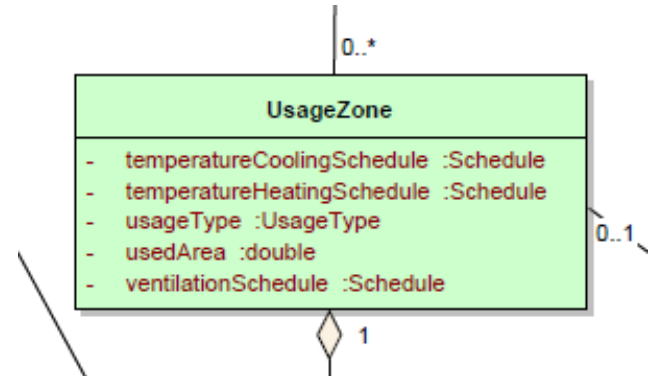 0..*
UsageZone
- temperatureCoolingSchedule :Schedule
- temperatureHeatingSchedule :Schedule
- usageType :UsageType
- usedArea :double
- ventilationSchedule :Schedule
0..1
1